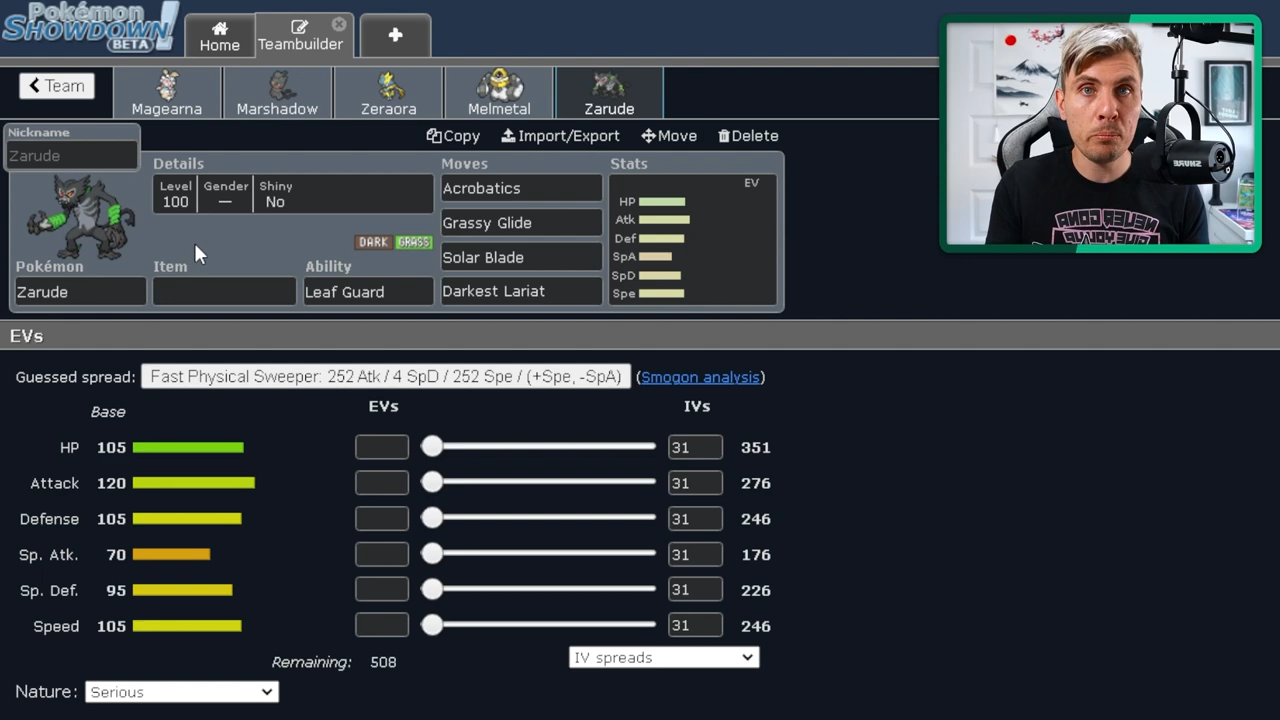 Pokémon
SHOWDOWN!
BETA
Home
Teambuilder
+
Team
Magearna
Marshadow
Zeraora
Melmetal
Zarude
Nickname
Zarude
Copy
Import/Export
Move
Delete
Details
Level
100
Gender
—
Shiny
No
DARK GRASS
Pokémon
Zarude
Item
Ability
Leaf Guard
Moves
Acrobatics
Grassy Glide
Solar Blade
Darkest Lariat
Stats
EV
HP
Atk
Def
SpA
SpD
Spe
EVs
Guessed spread: Fast Physical Sweeper: 252 Atk / 4 SpD / 252 Spe / (+Spe, -SpA) (Smogon analysis)
Base EVs IVs
HP 105 31 351
Attack 120 31 276
Defense 105 31 246
Sp. Atk. 70 31 176
Sp. Def. 95 31 226
Speed 105 31 246
Remaining: 508
IV spreads
Nature: Serious
SHURE